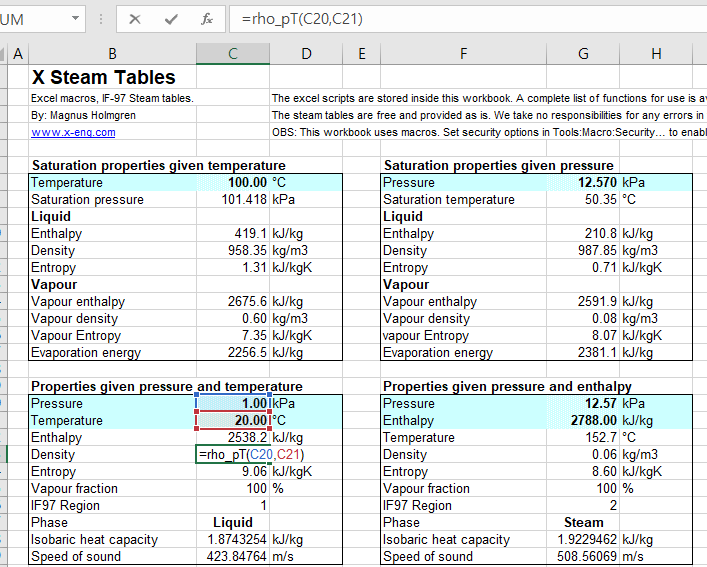 UM =rho_pT(C20,C21)
A B C D E F G H
X Steam Tables
Excel macros, IF-97 Steam tables. The excel scripts are stored inside this workbook. A complete list of functions for use is
By: Magnus Holmgren The steam tables are free and provided as is. We take no responsibilities for any errors in
www.x-eng.com OBS: This workbook uses macros. Set security options in Tools:Macro:Security... to
Saturation properties given temperature Saturation properties given pressure
Temperature 100.00 °C Pressure 12.570 kPa
Saturation pressure 101.418 kPa Saturation temperature 50.35 °C
Liquid Liquid
Enthalpy 419.1 kJ/kg Enthalpy 210.8 kJ/kg
Density 958.35 kg/m3 Density 987.85 kg/m3
Entropy 1.31 kJ/kgK Entropy 0.71 kJ/kgK
Vapour Vapour
Vapour enthalpy 2675.6 kJ/kg Vapour enthalpy 2591.9 kJ/kg
Vapour density 0.60 kg/m3 Vapour density 0.08 kg/m3
Vapour Entropy 7.35 kJ/kgK vapour Entropy 8.07 kJ/kgK
Evaporation energy 2256.5 kJ/kg Evaporation energy 2381.1 kJ/kg
Properties given pressure and temperature Properties given pressure and enthalpy
Pressure 1.00 kPa Pressure 12.57 kPa
Temperature 20.00 °C Enthalpy 2788.00 kJ/kg
Enthalpy 2538.2 kJ/kg Temperature 152.7 °C
Density =rho_pT(C20,C21) Density 0.06 kg/m3
Entropy 9.06 kJ/kgK Entropy 8.60 kJ/kgK
Vapour fraction 100 % Vapour fraction 100 %
IF97 Region 1 IF97 Region 2
Phase Liquid Phase Steam
Isobaric heat capacity 1.8743254 kJ/kg Isobaric heat capacity 1.9229462 kJ/kg
Speed of sound 423.84764 m/s Speed of sound 508.56069 m/s